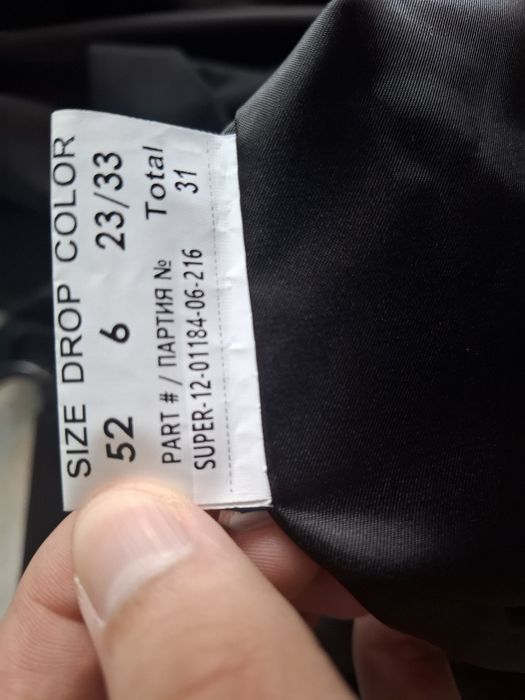 SIZE DROP COLOR
52 6 23/33
PART # / ПАРТИЯ № Total
SUPER-12-01184-06-216 31